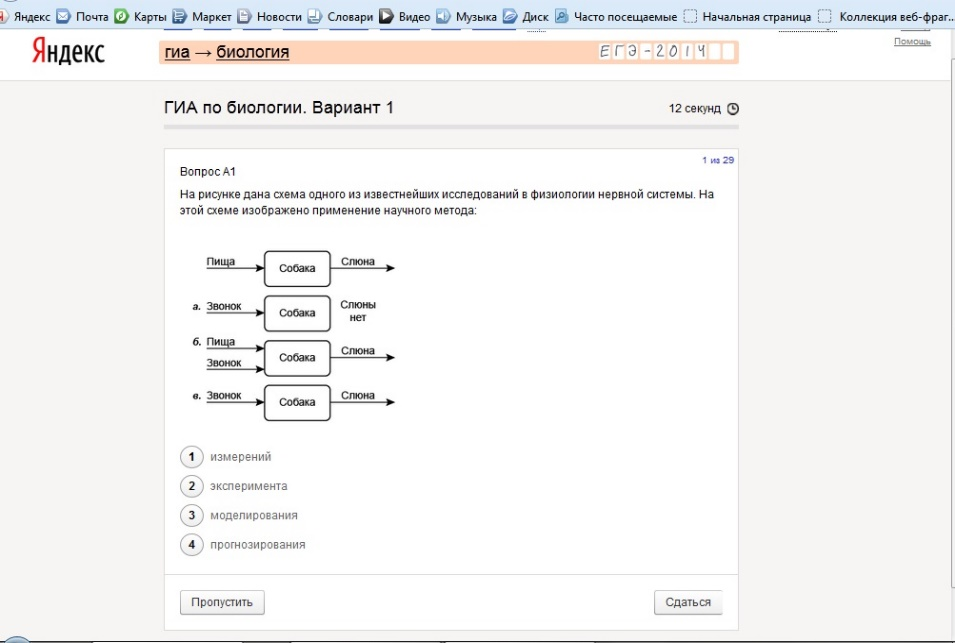 Яндекс Почта Карты Маркет Новости Словари Видео Музыка Диск Часто посещаемые Начальная страница Коллекция веб-фраг...
Яндекс
гиа → биология
ЕГЭ-2014
Помощь
ГИА по биологии. Вариант 1
12 секунд
1 из 29
Вопрос А1
На рисунке дана схема одного из известнейших исследований в физиологии нервной системы. На
этой схеме изображено применение научного метода:
Пища Собака Слюна
а. Звонок Собака Слюны
нет
б. Пища
Звонок Собака Слюна
в. Звонок Собака Слюна
1 измерений
2 эксперимента
3 моделирования
4 прогнозирования
Пропустить
Сдаться